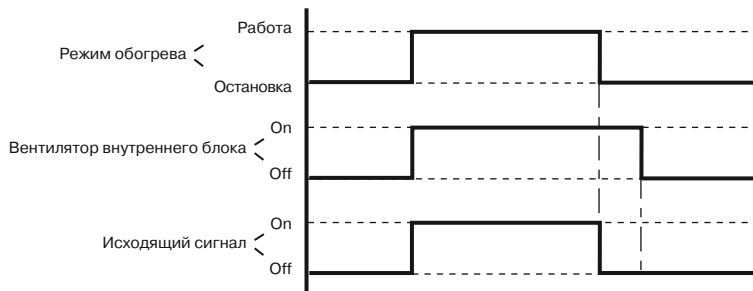 Работа
Режим обогрева
Остановка
On
Вентилятор внутреннего блока
Off
On
Исходящий сигнал
Off